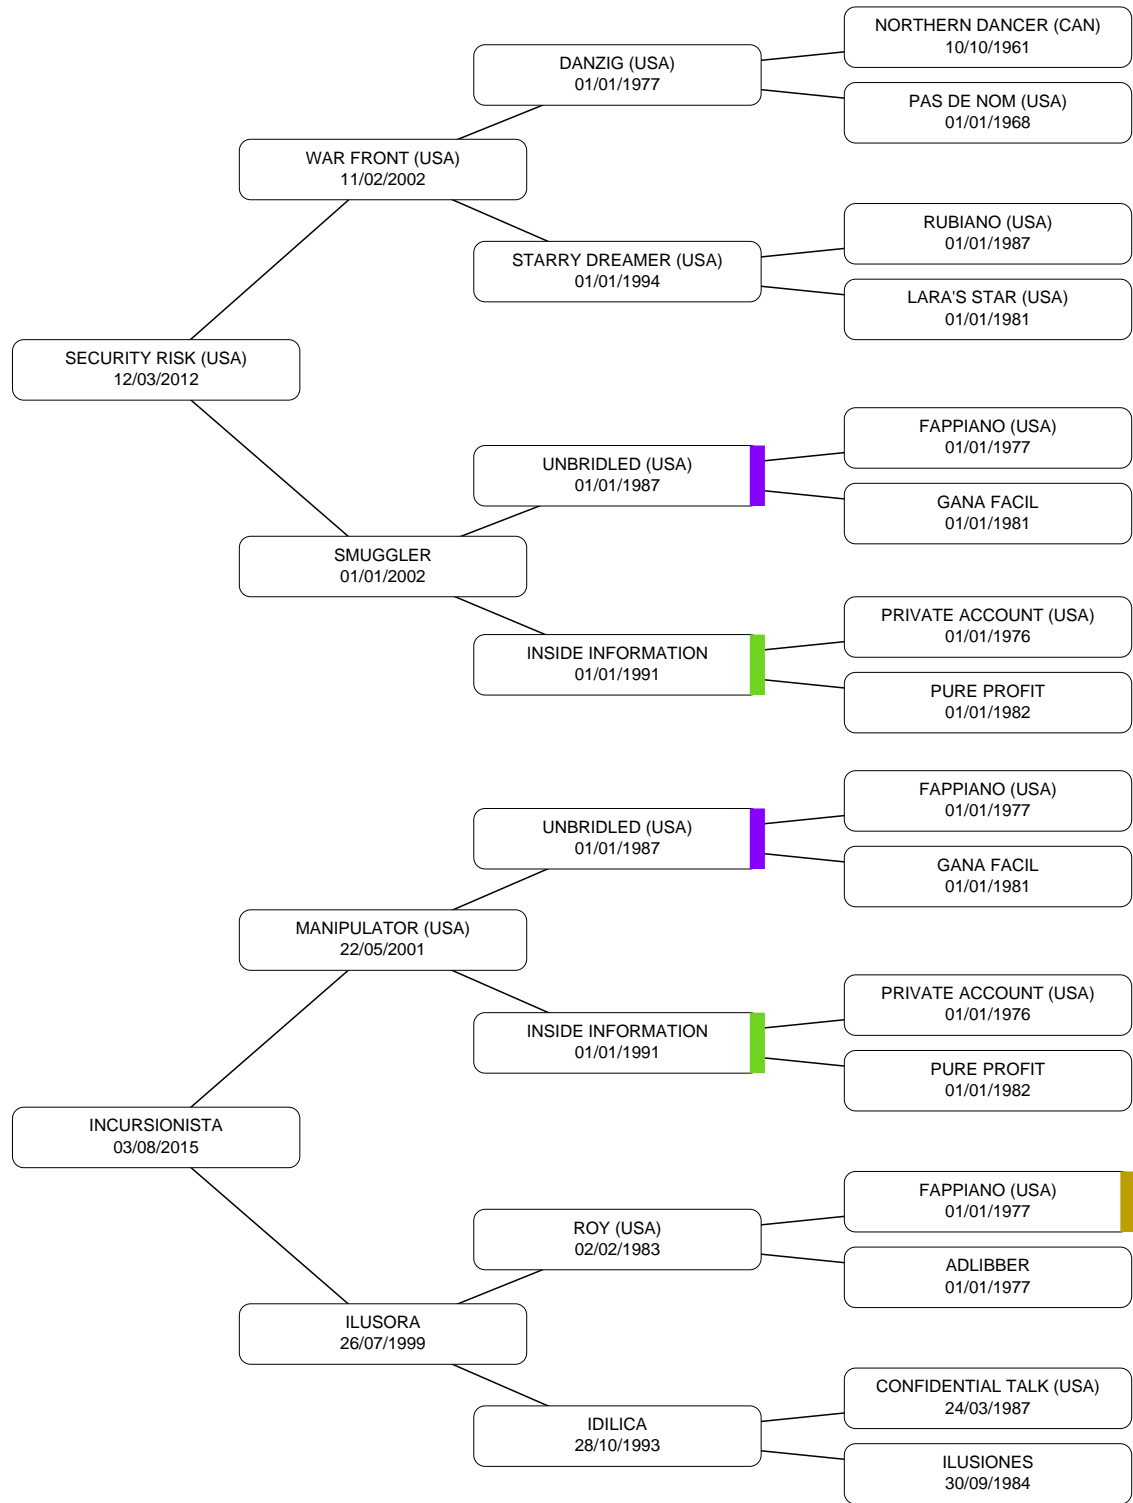 NORTHERN DANCER (CAN)
10/10/1961
DANZIG (USA)
01/01/1977
PAS DE NOM (USA)
01/01/1968
WAR FRONT (USA)
11/02/2002
RUBIANO (USA)
01/01/1987
STARRY DREAMER (USA)
01/01/1994
LARA'S STAR (USA)
01/01/1981
SECURITY RISK (USA)
12/03/2012
FAPPIANO (USA)
01/01/1977
UNBRIDLED (USA)
01/01/1987
GANA FACIL
01/01/1981
SMUGGLER
01/01/2002
PRIVATE ACCOUNT (USA)
01/01/1976
INSIDE INFORMATION
01/01/1991
PURE PROFIT
01/01/1982
FAPPIANO (USA)
01/01/1977
UNBRIDLED (USA)
01/01/1987
GANA FACIL
01/01/1981
MANIPULATOR (USA)
22/05/2001
PRIVATE ACCOUNT (USA)
01/01/1976
INSIDE INFORMATION
01/01/1991
PURE PROFIT
01/01/1982
INCURSIONISTA
03/08/2015
FAPPIANO (USA)
01/01/1977
ROY (USA)
02/02/1983
ADLIBBER
01/01/1977
ILUSORA
26/07/1999
CONFIDENTIAL TALK (USA)
24/03/1987
IDILICA
28/10/1993
ILUSIONES
30/09/1984